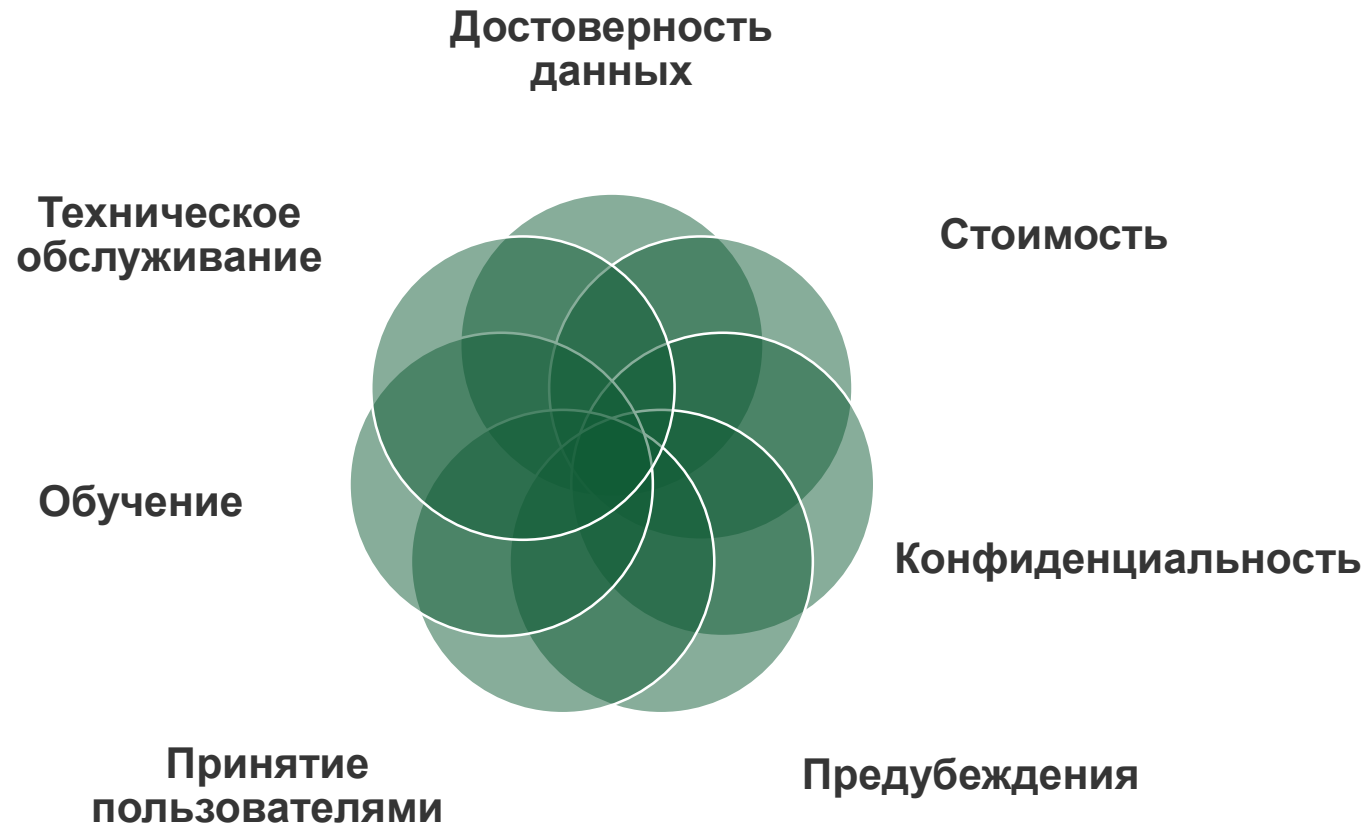 Достоверность
данных
Техническое
обслуживание
Стоимость
Обучение
Конфиденциальность
Принятие
пользователями
Предубеждения